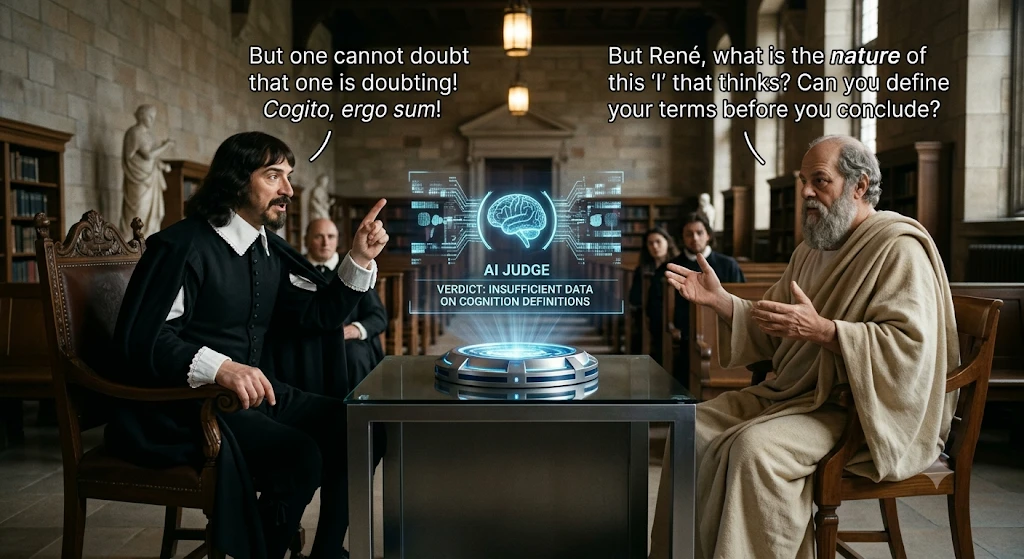 But one cannot doubt
that one is doubting!
Cogito, ergo sum!
But René, what is the nature of
this 'I' that thinks? Can you define
your terms before you conclude?
AI JUDGE
VERDICT: INSUFFICIENT DATA
ON COGNITION DEFINITIONS